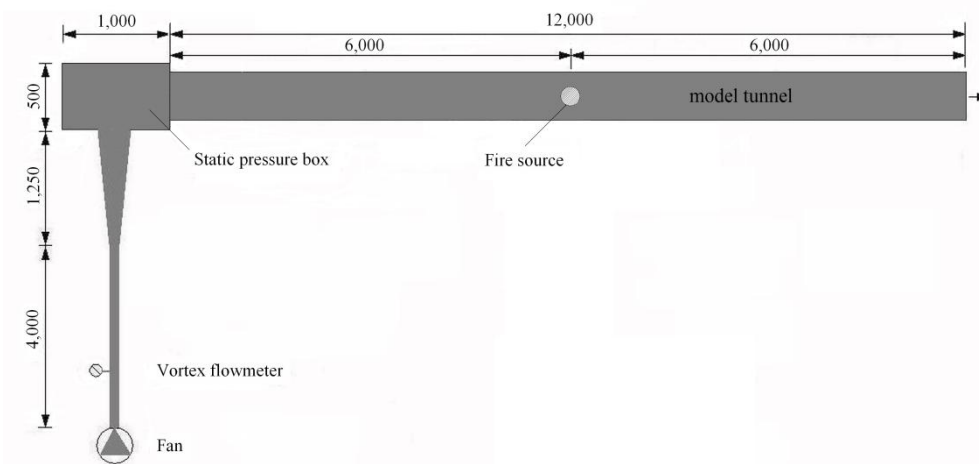 1,000
12,000
6,000
6,000
500
model tunnel
Static pressure box
Fire source
1,250
4,000
Vortex flowmeter
Fan